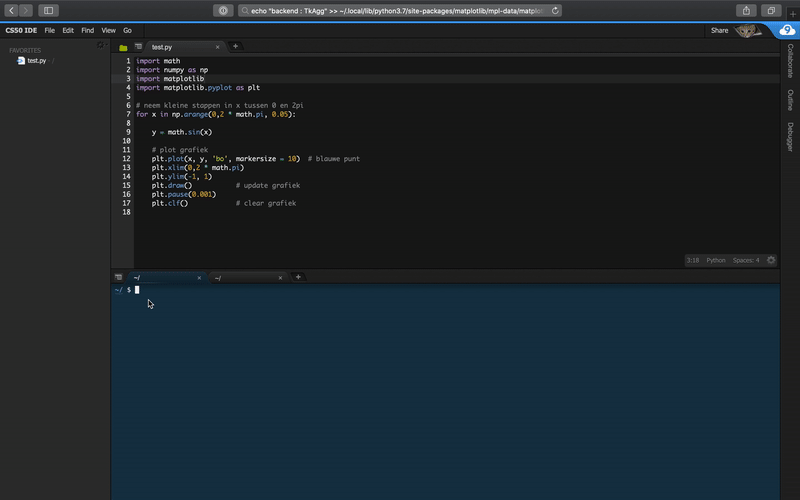 echo "backend : TkAgg" >> ~/.local/lib/python3.7/site-packages/matplotlib/mpl-data/matplot
CS50 IDE File Edit Find View Go Share
FAVORITES
test.py ~/
test.py
1 import math
2 import numpy as np
3 import matplotlib
4 import matplotlib.pyplot as plt
5
6 # neem kleine stappen in x tussen 0 en 2pi
7 for x in np.arange(0,2 * math.pi, 0.05):
8
9 y = math.sin(x)
10
11 # plot grafiek
12 plt.plot(x, y, 'bo', markersize = 10) # blauwe punt
13 plt.xlim(0,2 * math.pi)
14 plt.ylim(-1, 1)
15 plt.draw() # update grafiek
16 plt.pause(0.001)
17 plt.clf() # clear grafiek
18
3:18 Python Spaces: 4
Collaborate
Outline
Debugger
~/ ~/
~/ $